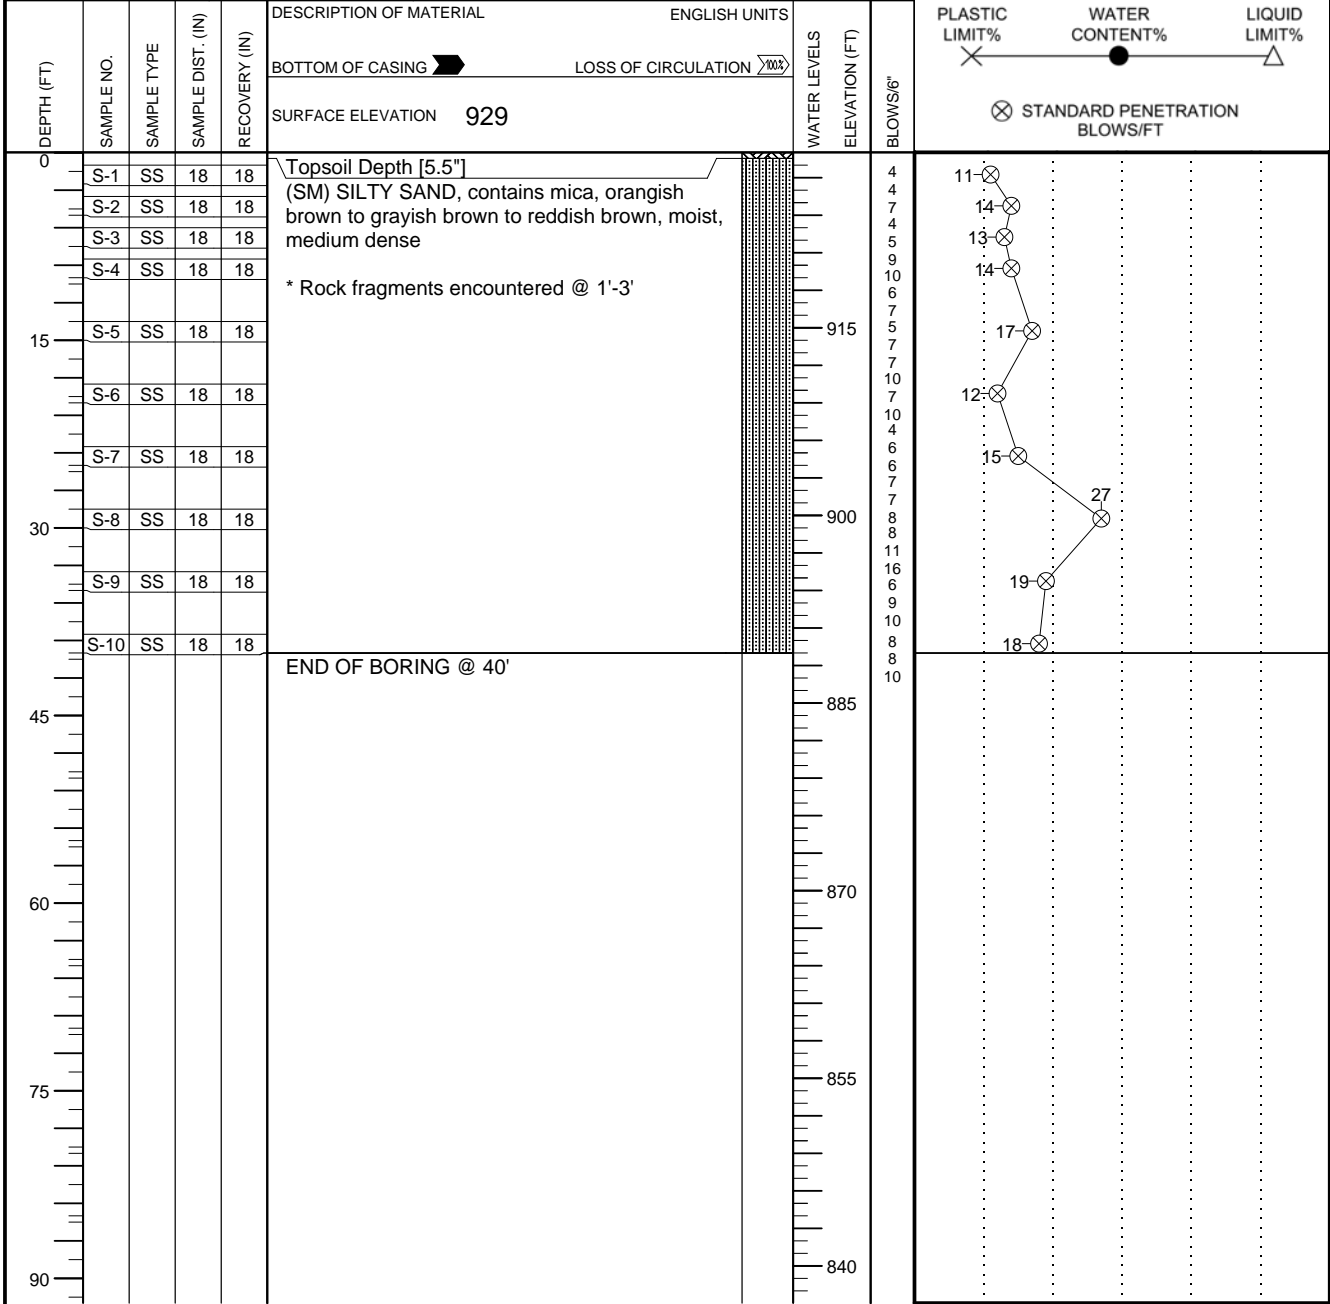 DEPTH (FT)
SAMPLE NO.
SAMPLE TYPE
SAMPLE DIST. (IN)
RECOVERY (IN)
DESCRIPTION OF MATERIAL ENGLISH UNITS
BOTTOM OF CASING LOSS OF CIRCULATION 100%
SURFACE ELEVATION 929
WATER LEVELS
ELEVATION (FT)
BLOWS/6"
PLASTIC LIMIT%
WATER CONTENT%
LIQUID LIMIT%
STANDARD PENETRATION
BLOWS/FT
0
15
30
45
60
75
90
S-1 SS 18 18
S-2 SS 18 18
S-3 SS 18 18
S-4 SS 18 18
S-5 SS 18 18
S-6 SS 18 18
S-7 SS 18 18
S-8 SS 18 18
S-9 SS 18 18
S-10 SS 18 18
Topsoil Depth [5.5"]
(SM) SILTY SAND, contains mica, orangish
brown to grayish brown to reddish brown, moist,
medium dense
* Rock fragments encountered @ 1'-3'
END OF BORING @ 40'
915
900
885
870
855
840
4
4
7
4
5
9
10
6
7
5
7
7
10
7
10
4
6
6
7
7
8
8
11
16
6
9
10
8
8
10
11
14
13
14
17
12
15
27
19
18